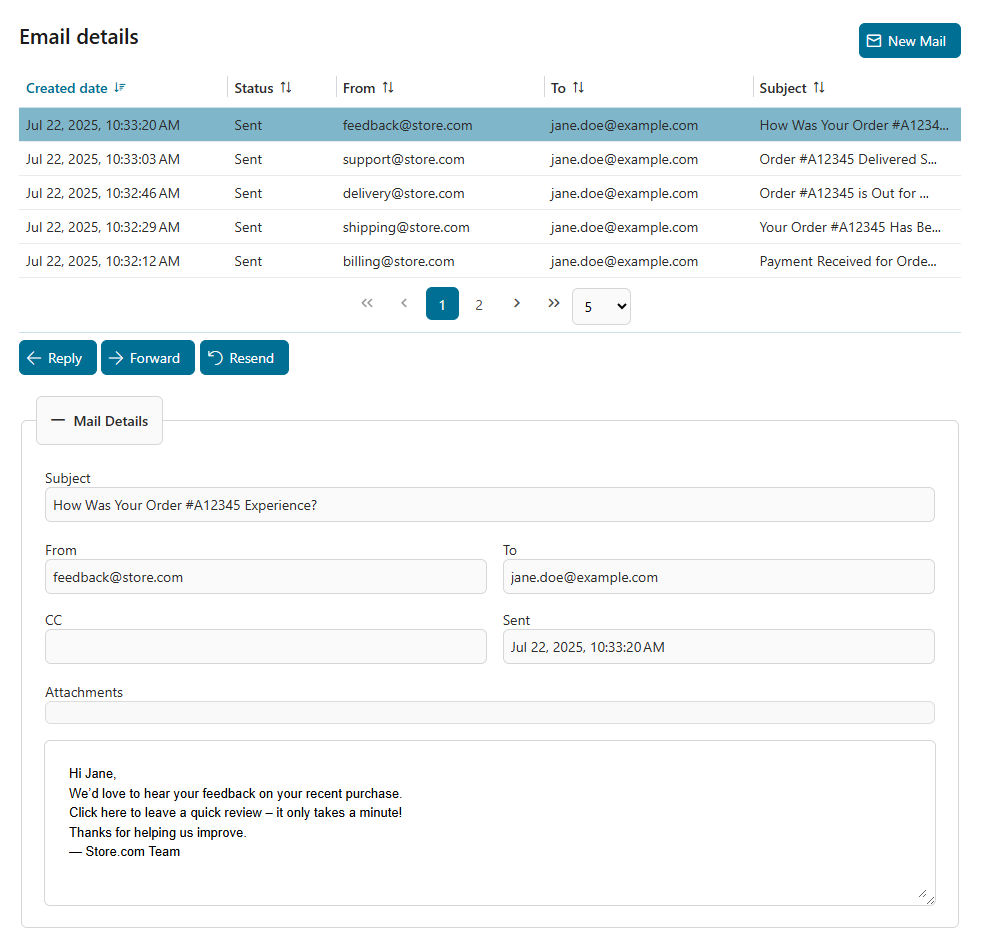 Email details
New Mail
Created date Status From To Subject
Jul 22, 2025, 10:33:20 AM Sent feedback@store.com jane.doe@example.com How Was Your Order #A1234...
Jul 22, 2025, 10:33:03 AM Sent support@store.com jane.doe@example.com Order #A12345 Delivered S...
Jul 22, 2025, 10:32:46 AM Sent delivery@store.com jane.doe@example.com Order #A12345 is Out for ...
Jul 22, 2025, 10:32:29 AM Sent shipping@store.com jane.doe@example.com Your Order #A12345 Has Be...
Jul 22, 2025, 10:32:12 AM Sent billing@store.com jane.doe@example.com Payment Received for Orde...
1 2 5
Reply Forward Resend
Mail Details
Subject
How Was Your Order #A12345 Experience?
From To
feedback@store.com jane.doe@example.com
CC Sent
Jul 22, 2025, 10:33:20 AM
Attachments
Hi Jane,
We’d love to hear your feedback on your recent purchase.
Click here to leave a quick review – it only takes a minute!
Thanks for helping us improve.
— Store.com Team